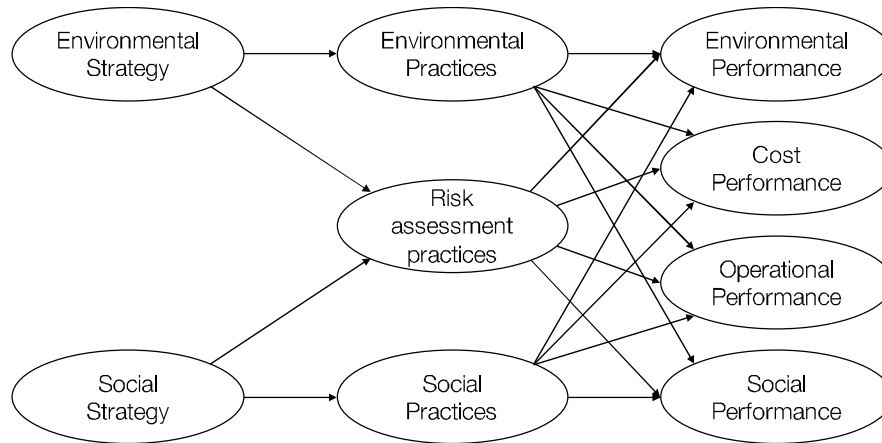 Environmental
Strategy
Environmental
Practices
Environmental
Performance
Cost
Performance
Risk
assessment
practices
Operational
Performance
Social
Strategy
Social
Practices
Social
Performance